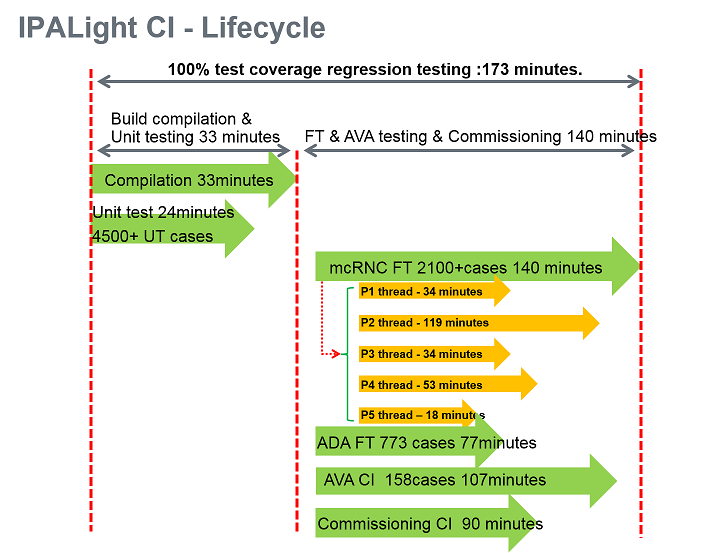 IPALight CI - Lifecycle
100% test coverage regression testing :173 minutes.
Build compilation &
Unit testing 33 minutes
FT & AVA testing & Commissioning 140 minutes
Compilation 33minutes
Unit test 24minutes
4500+ UT cases
mcRNC FT 2100+cases 140 minutes
P1 thread - 34 minutes
P2 thread - 119 minutes
P3 thread - 34 minutes
P4 thread - 53 minutes
P5 thread – 18 minutes
ADA FT 773 cases 77minutes
AVA CI 158cases 107minutes
Commissioning CI 90 minutes